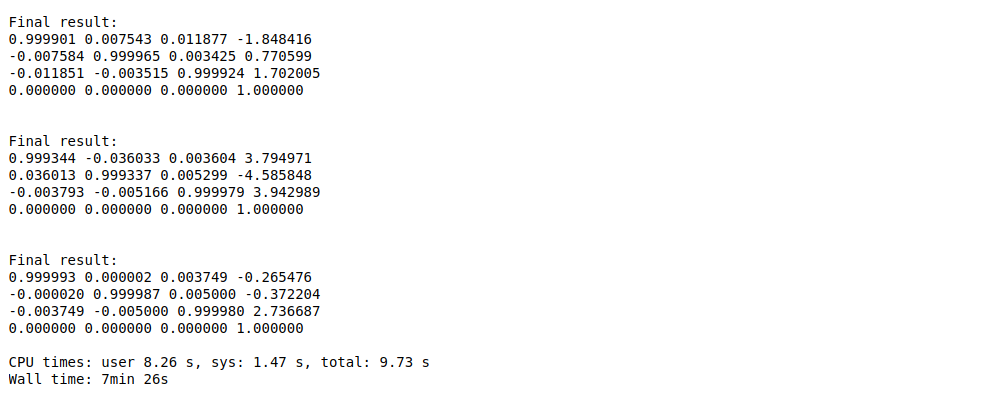 Final result:
0.999901 0.007543 0.011877 -1.848416
-0.007584 0.999965 0.003425 0.770599
-0.011851 -0.003515 0.999924 1.702005
0.000000 0.000000 0.000000 1.000000
Final result:
0.999344 -0.036033 0.003604 3.794971
0.036013 0.999337 0.005299 -4.585848
-0.003793 -0.005166 0.999979 3.942989
0.000000 0.000000 0.000000 1.000000
Final result:
0.999993 0.000002 0.003749 -0.265476
-0.000020 0.999987 0.005000 -0.372204
-0.003749 -0.005000 0.999980 2.736687
0.000000 0.000000 0.000000 1.000000
CPU times: user 8.26 s, sys: 1.47 s, total: 9.73 s
Wall time: 7min 26s